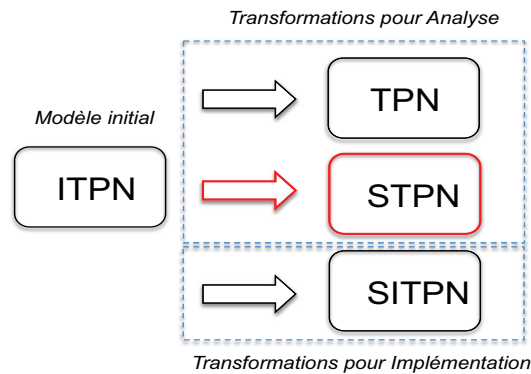 Transformations pour Analyse
TPN
Modèle initial
ITPN
STPN
SITPN
Transformations pour Implémentation